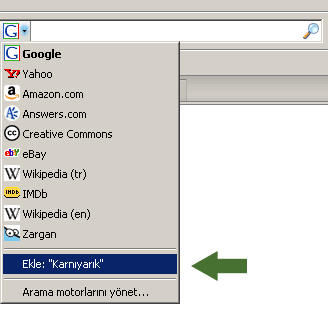 Google
Yahoo
Amazon.com
Answers.com
Creative Commons
eBay
Wikipedia (tr)
IMDb
Wikipedia (en)
Zargan
Ekle: "Karnıyarık"
Arama motorlarını yönet...